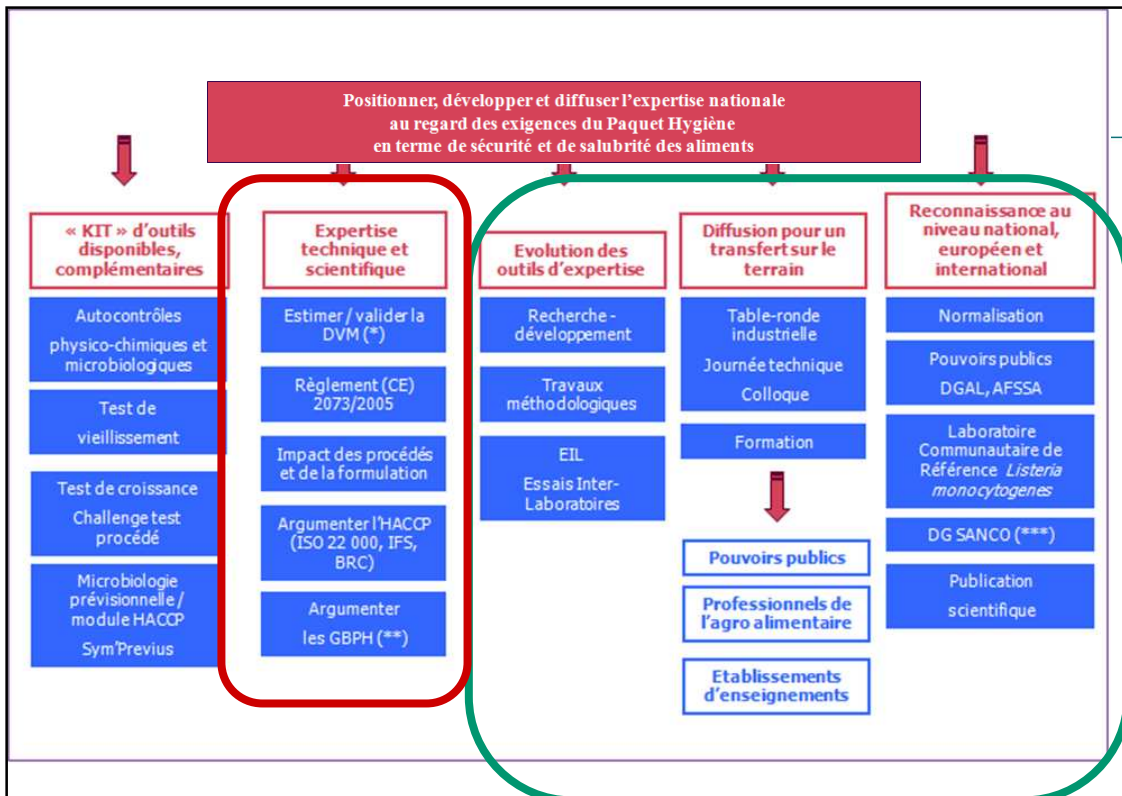 Positionner, développer et diffuser l'expertise nationale
au regard des exigences du Paquet Hygiène
en terme de sécurité et de salubrité des aliments
« KIT » d'outils
disponibles,
complémentaires
Autocontrôles
physico-chimiques et
microbiologiques
Test de
vieillissement
Test de croissance
Challenge test
procédé
Microbiologie
prévisionnelle /
module HACCP
Sym'Previus
Expertise
technique et
scientifique
Estimer / valider la
DVM (*)
Règlement (CE)
2073/2005
Impact des procédés
et de la formulation
Argumenter l'HACCP
(ISO 22 000, IFS,
BRC)
Argumenter
les GBPH (**)
Evolution des
outils d'expertise
Recherche -
développement
Travaux
méthodologiques
EIL
Essais Inter-
Laboratoires
Diffusion pour un
transfert sur le
terrain
Table-ronde
industrielle
Journée technique
Colloque
Formation
Pouvoirs publics
Professionnels de
l'agro alimentaire
Etablissements
d'enseignements
Reconnaissance au
niveau national,
européen et
international
Normalisation
Pouvoirs publics
DGAL, AFSSA
Laboratoire
Communautaire de
Référence Listeria
monocytogenes
DG SANCO (***)
Publication
scientifique